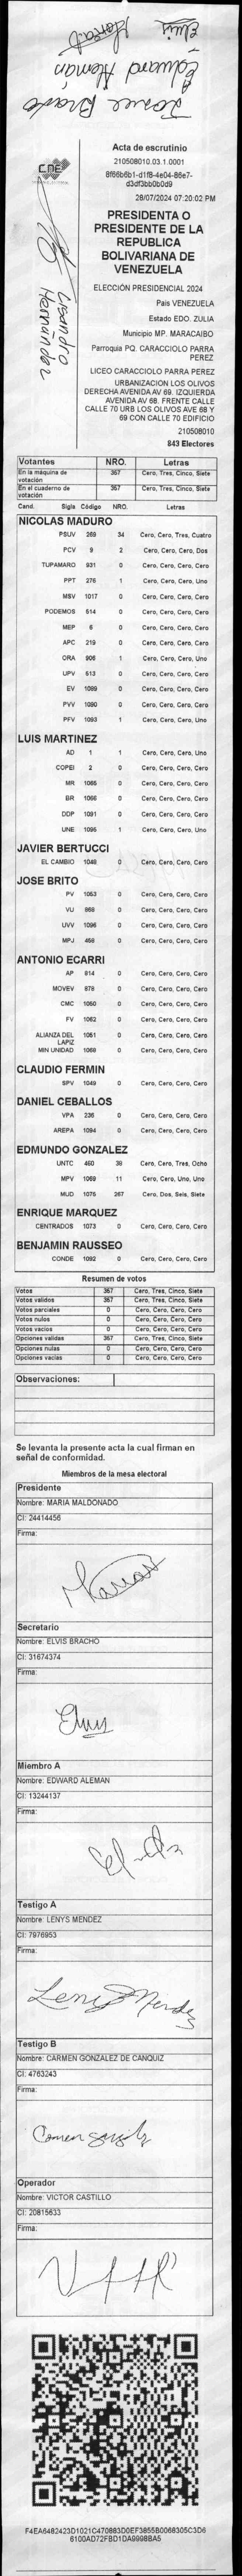 Elvis
Edward Alemán
Bracho
Hernández
CNE
Acta de escrutinio
210508010.03.1.0001
8f66b6b1-d1f8-4e04-86e7-
d3df3bb0b0d9
28/07/2024 07:20:02 PM
PRESIDENTA O
PRESIDENTE DE LA
REPUBLICA
BOLIVARIANA DE
VENEZUELA
ELECCIÓN PRESIDENCIAL 2024
Pais VENEZUELA
Estado EDO. ZULIA
Municipio MP. MARACAIBO
Parroquia PQ. CARACCIOLO PARRA
PEREZ
LICEO CARACCIOLO PARRA PEREZ
URBANIZACION LOS OLIVOS
DERECHA AVENIDA AV 69. IZQUIERDA
AVENIDA AV 68. FRENTE CALLE
CALLE 70 URB LOS OLIVOS AVE 68 Y
69 CON CALLE 70 EDIFICIO
210508010
843 Electores
Votantes NRO. Letras
En la máquina de votación 357 Cero, Tres, Cinco, Siete
En el cuaderno de votación 357 Cero, Tres, Cinco, Siete
Cand. Sigla Código NRO. Letras
NICOLAS MADURO
PSUV 269 34 Cero, Cero, Tres, Cuatro
PCV 9 2 Cero, Cero, Cero, Dos
TUPAMARO 931 0 Cero, Cero, Cero, Cero
PPT 276 1 Cero, Cero, Cero, Uno
MSV 1017 0 Cero, Cero, Cero, Cero
PODEMOS 514 0 Cero, Cero, Cero, Cero
MEP 6 0 Cero, Cero, Cero, Cero
APC 219 0 Cero, Cero, Cero, Cero
ORA 906 1 Cero, Cero, Cero, Uno
UPV 513 0 Cero, Cero, Cero, Cero
EV 1089 0 Cero, Cero, Cero, Cero
PVV 1090 0 Cero, Cero, Cero, Cero
PFV 1093 1 Cero, Cero, Cero, Uno
LUIS MARTINEZ
AD 1 1 Cero, Cero, Cero, Uno
COPEI 2 0 Cero, Cero, Cero, Cero
MR 1065 0 Cero, Cero, Cero, Cero
BR 1066 0 Cero, Cero, Cero, Cero
DDP 1091 0 Cero, Cero, Cero, Cero
UNE 1095 1 Cero, Cero, Cero, Uno
JAVIER BERTUCCI
EL CAMBIO 1048 0 Cero, Cero, Cero, Cero
JOSE BRITO
PV 1053 0 Cero, Cero, Cero, Cero
VU 868 0 Cero, Cero, Cero, Cero
UVV 1096 0 Cero, Cero, Cero, Cero
MPJ 458 0 Cero, Cero, Cero, Cero
ANTONIO ECARRI
AP 814 0 Cero, Cero, Cero, Cero
MOVEV 878 0 Cero, Cero, Cero, Cero
CMC 1050 0 Cero, Cero, Cero, Cero
FV 1062 0 Cero, Cero, Cero, Cero
ALIANZA DEL LAPIZ 1051 0 Cero, Cero, Cero, Cero
MIN UNIDAD 1068 0 Cero, Cero, Cero, Cero
CLAUDIO FERMIN
SPV 1049 0 Cero, Cero, Cero, Cero
DANIEL CEBALLOS
VPA 236 0 Cero, Cero, Cero, Cero
AREPA 1094 0 Cero, Cero, Cero, Cero
EDMUNDO GONZALEZ
UNTC 460 38 Cero, Cero, Tres, Ocho
MPV 1069 11 Cero, Cero, Uno, Uno
MUD 1075 267 Cero, Dos, Seis, Siete
ENRIQUE MARQUEZ
CENTRADOS 1073 0 Cero, Cero, Cero, Cero
BENJAMIN RAUSSEO
CONDE 1092 0 Cero, Cero, Cero, Cero
Resumen de votos
Votos 357 Cero, Tres, Cinco, Siete
Votos validos 357 Cero, Tres, Cinco, Siete
Votos parciales 0 Cero, Cero, Cero, Cero
Votos nulos 0 Cero, Cero, Cero, Cero
Votos vacios 0 Cero, Cero, Cero, Cero
Opciones validas 357 Cero, Tres, Cinco, Siete
Opciones nulas 0 Cero, Cero, Cero, Cero
Opciones vacias 0 Cero, Cero, Cero, Cero
Observaciones:
Se levanta la presente acta la cual firman en
señal de conformidad.
Miembros de la mesa electoral
Presidente
Nombre: MARIA MALDONADO
CI: 24414456
Firma:
Secretario
Nombre: ELVIS BRACHO
CI: 31674374
Firma:
Elvis
Miembro A
Nombre: EDWARD ALEMAN
CI: 13244137
Firma:
Testigo A
Nombre: LENYS MENDEZ
CI: 7976953
Firma:
Lenys Mendez
Testigo B
Nombre: CARMEN GONZALEZ DE CANQUIZ
CI: 4763243
Firma:
Carmen
Operador
Nombre: VICTOR CASTILLO
CI: 20815633
Firma:
F4EA6482423D1021C470883D0EF3855B0068305C3D6
6100AD72FBD1DA9998BA5